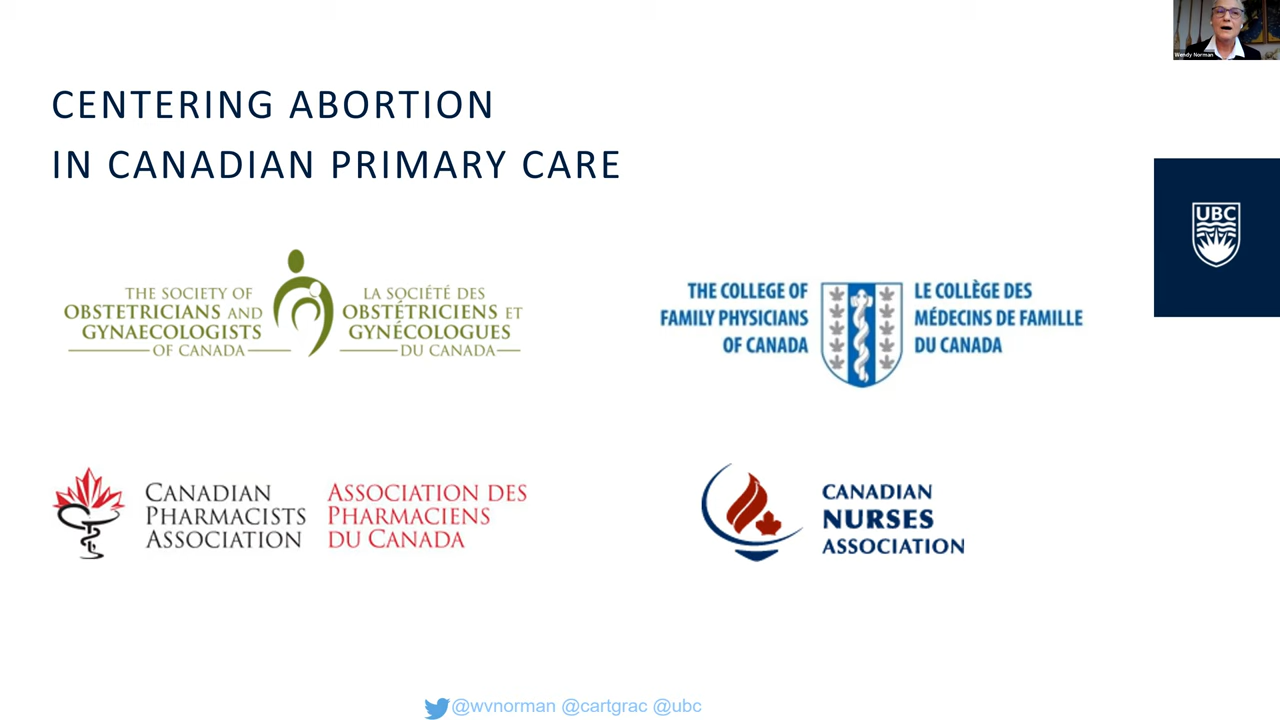 Wendy Norman
CENTERING ABORTION
IN CANADIAN PRIMARY CARE
UBC
THE SOCIETY OF
OBSTETRICIANS AND
GYNAECOLOGISTS
OF CANADA
LA SOCIÉTÉ DES
OBSTÉTRICIENS ET
GYNÉCOLOGUES
DU CANADA
THE COLLEGE OF
FAMILY PHYSICIANS
OF CANADA
LE COLLÈGE DES
MÉDECINS DE FAMILLE
DU CANADA
CANADIAN
PHARMACISTS
ASSOCIATION
ASSOCIATION DES
PHARMACIENS
DU CANADA
CANADIAN
NURSES
ASSOCIATION
@wvnorman @cartgrac @ubc